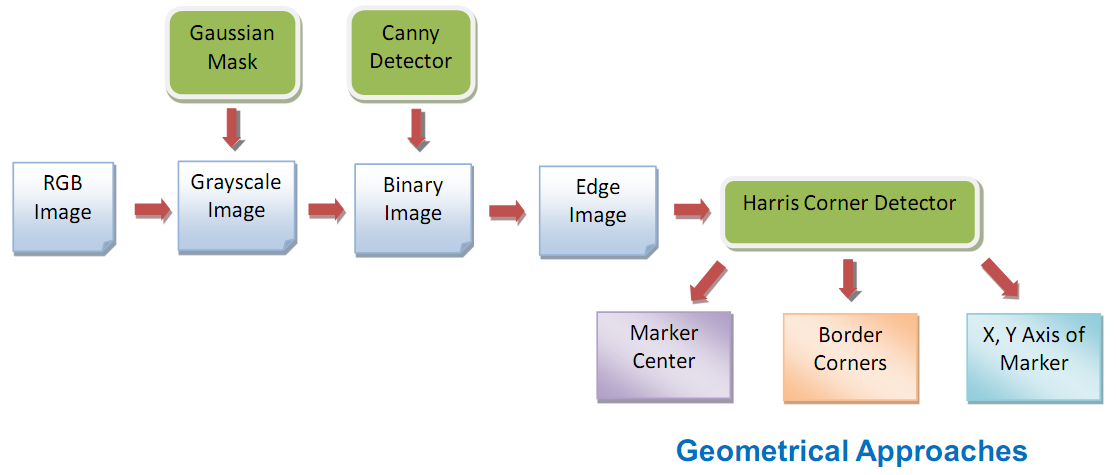 Gaussian
Mask
Canny
Detector
RGB
Image
Grayscale
Image
Binary
Image
Edge
Image
Harris Corner Detector
Marker
Center
Border
Corners
X, Y Axis of
Marker
Geometrical Approaches